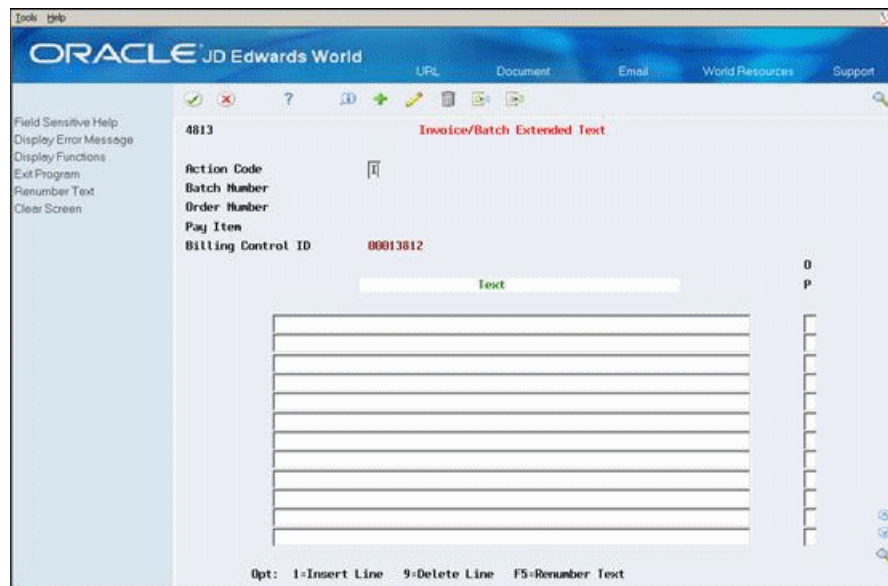 Tools Help
ORACLE JD Edwards World
URL Document Email World Resources Support
Field Sensitive Help
Display Error Message
Display Functions
Exit Program
Renumber Text
Clear Screen
4813 Invoice/Batch Extended Text
Action Code I
Batch Number
Order Number
Pay Item
Billing Control ID 00013812
O
Text P
Opt: 1=Insert Line 9=Delete Line F5=Renumber Text